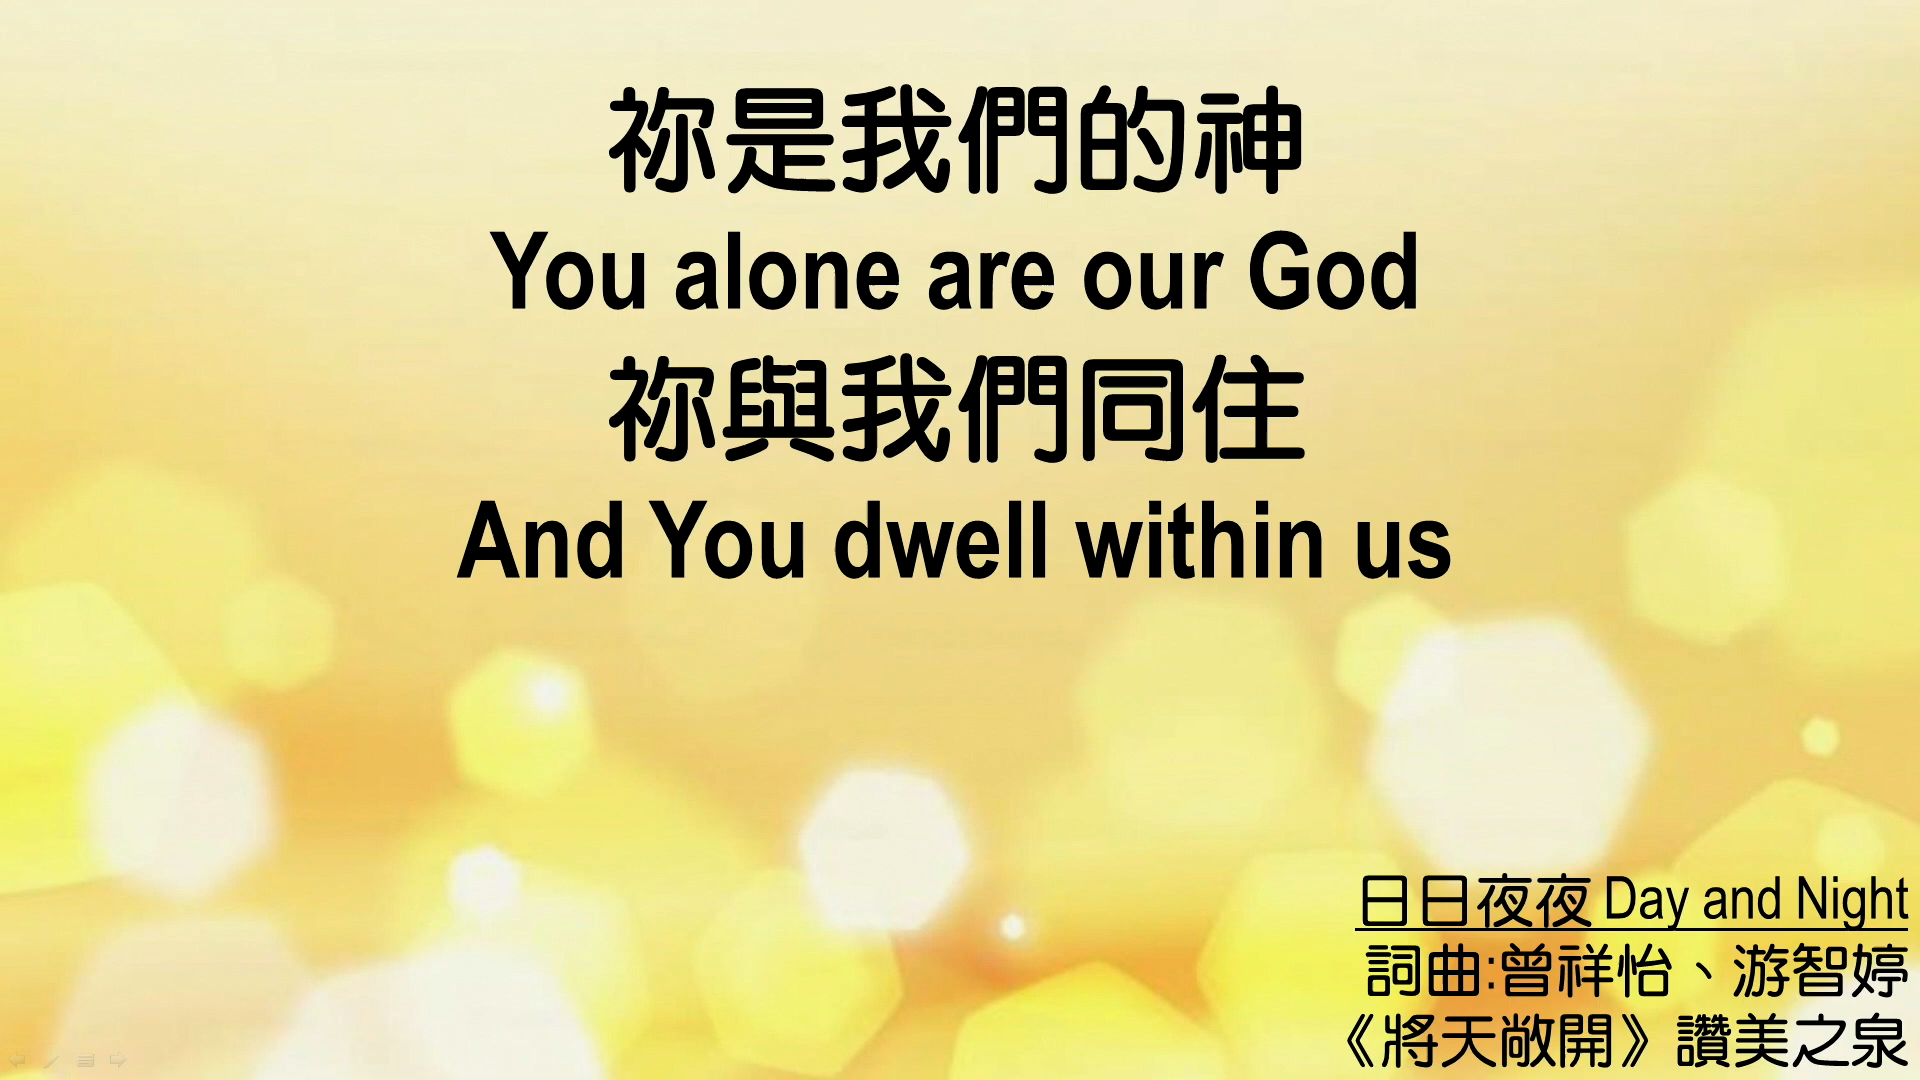 祢是我們的神
You alone are our God
祢與我們同住
And You dwell within us
日日夜夜 Day and Night
詞曲:曾祥怡、游智婷
《將天敞開》讚美之泉